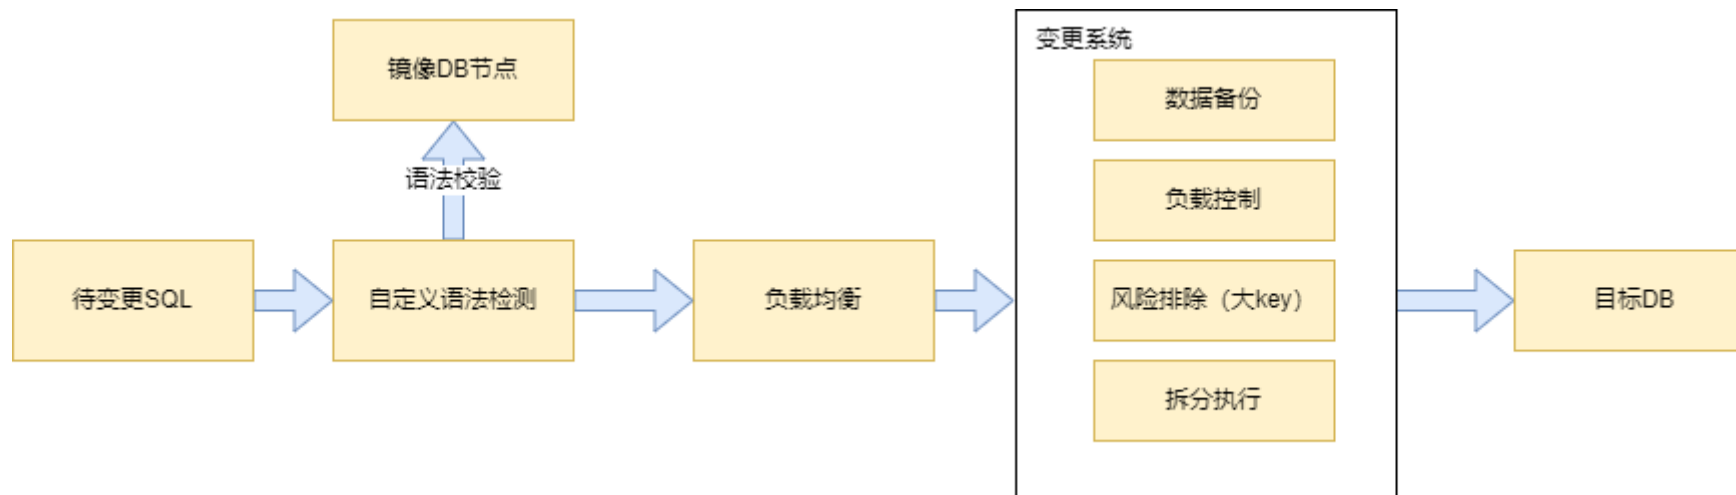 镜像DB节点
语法校验
待变更SQL
自定义语法检测
负载均衡
变更系统
数据备份
负载控制
风险排除（大key）
拆分执行
目标DB